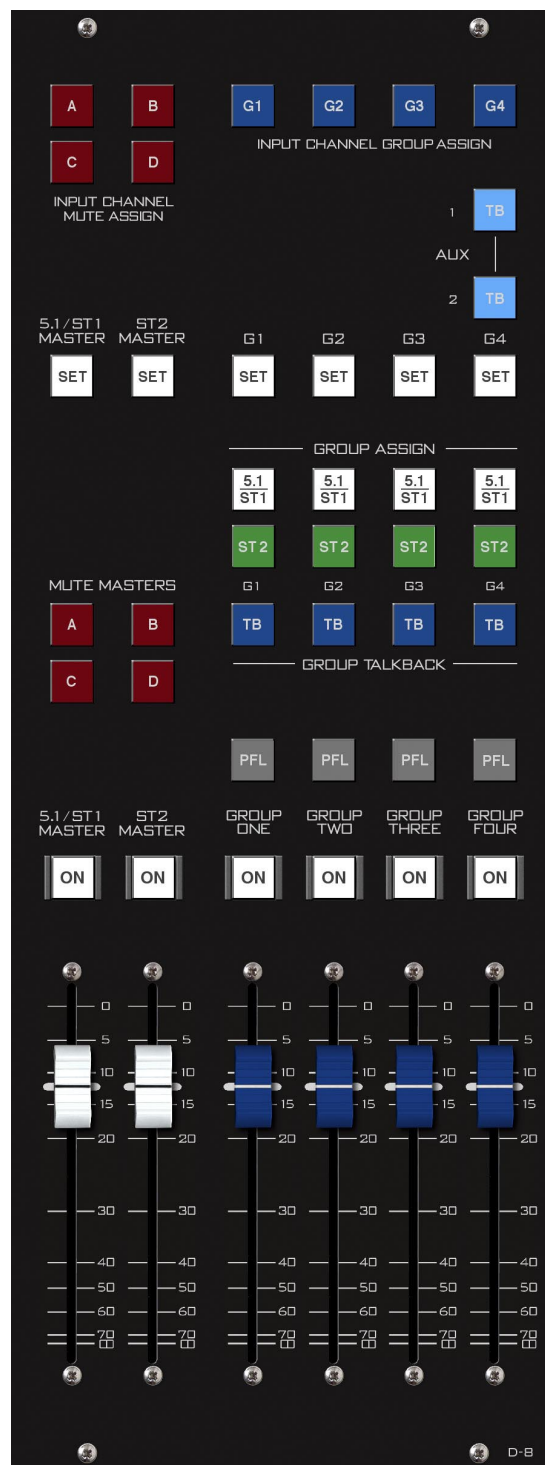 A B G1 G2 G3 G4
C D
INPUT CHANNEL GROUP ASSIGN
INPUT CHANNEL
MUTE ASSIGN
1 TB
AUX
2 TB
5.1/ST1 ST2
MASTER MASTER G1 G2 G3 G4
SET SET SET SET SET SET
GROUP ASSIGN
5.1 5.1 5.1 5.1
ST1 ST1 ST1 ST1
ST2 ST2 ST2 ST2
MUTE MASTERS G1 G2 G3 G4
A B TB TB TB TB
GROUP TALKBACK
C D
PFL PFL PFL PFL
5.1/ST1 ST2 GROUP GROUP GROUP GROUP
MASTER MASTER ONE TWO THREE FOUR
ON ON ON ON ON ON
0 0 0 0 0 0
5 5 5 5 5 5
10 10 10 10 10 10
15 15 15 15 15 15
20 20 20 20 20 20
30 30 30 30 30 30
40 40 40 40 40 40
50 50 50 50 50 50
60 60 60 60 60 60
70 70 70 70 70 70
∞ ∞ ∞ ∞ ∞ ∞
D-8